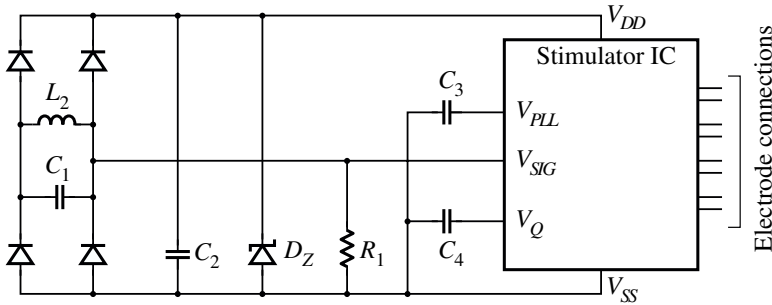 V_DD
Stimulator IC
L_2
C_3
V_PLL
C_1
V_SIG
C_2
D_Z
R_1
C_4
V_Q
V_SS
Electrode connections